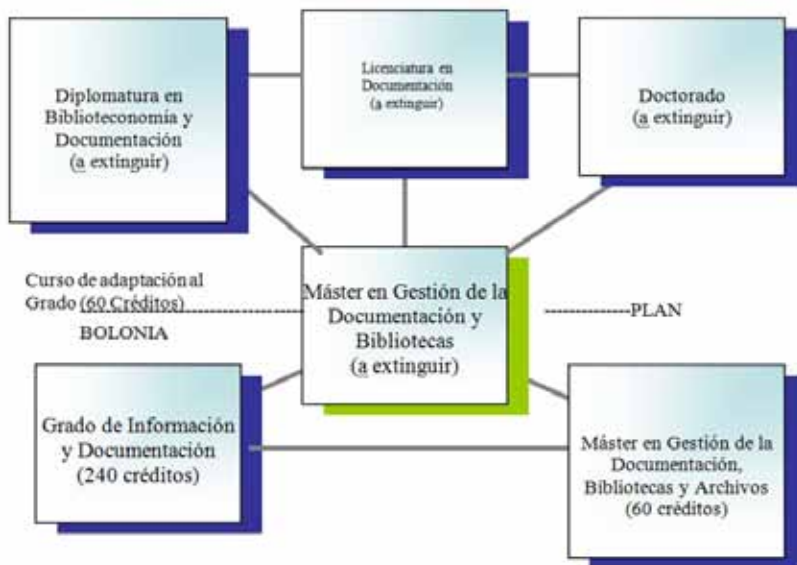 Diplomatura en
Biblioteconomía y
Documentación
(a extinguir)
Licenciatura en
Documentación
(a extinguir)
Doctorado
(a extinguir)
Curso de adaptación al
Grado (60 Créditos)
BOLONIA
Máster en Gestión de la
Documentación y
Bibliotecas
(a extinguir)
PLAN
Grado de Información
y Documentación
(240 créditos)
Máster en Gestión de la
Documentación,
Bibliotecas y Archivos
(60 créditos)